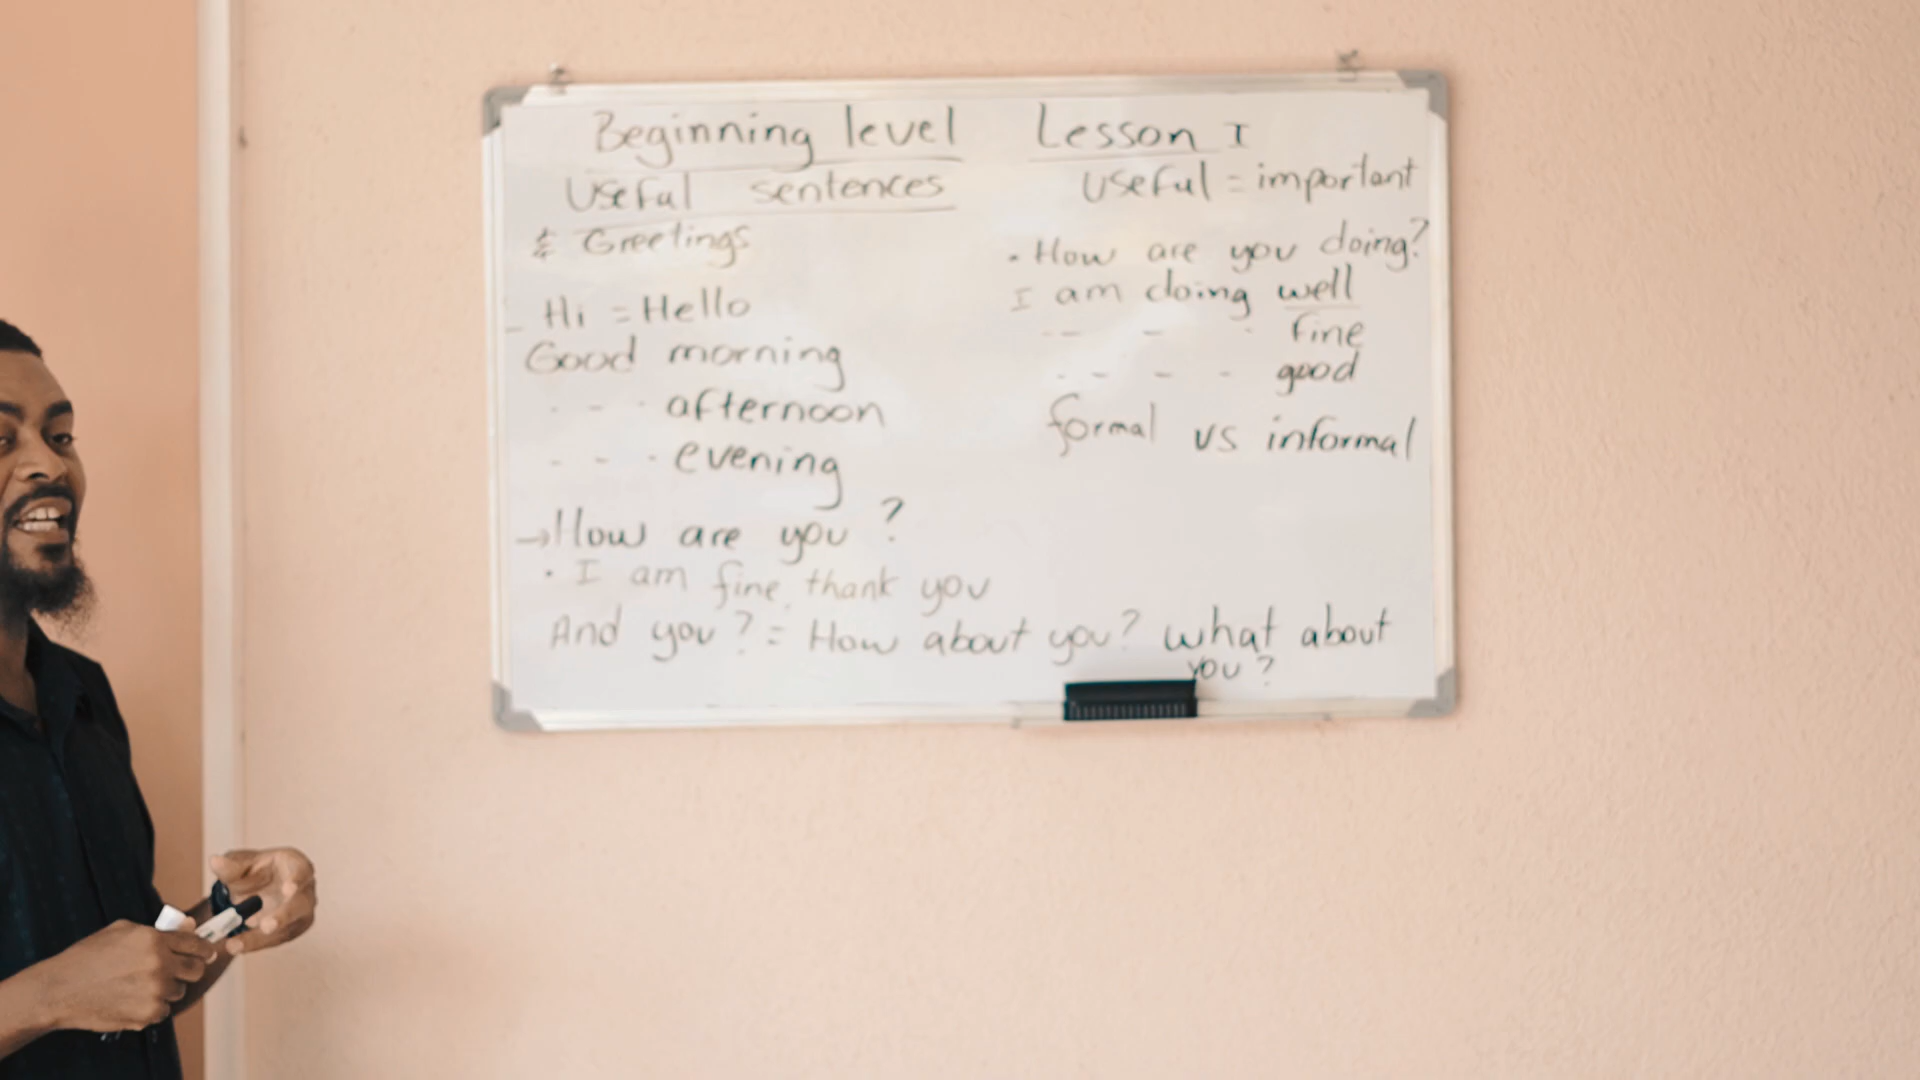 Beginning level Lesson I
Useful sentences
& Greetings
- Hi = Hello
Good morning
- - - afternoon
- - - evening
→ How are you ?
· I am fine, thank you
And you ? = How about you? what about you ?
Useful = important
· How are you doing?
I am doing well
-- - - fine
- - - - good
formal vs informal